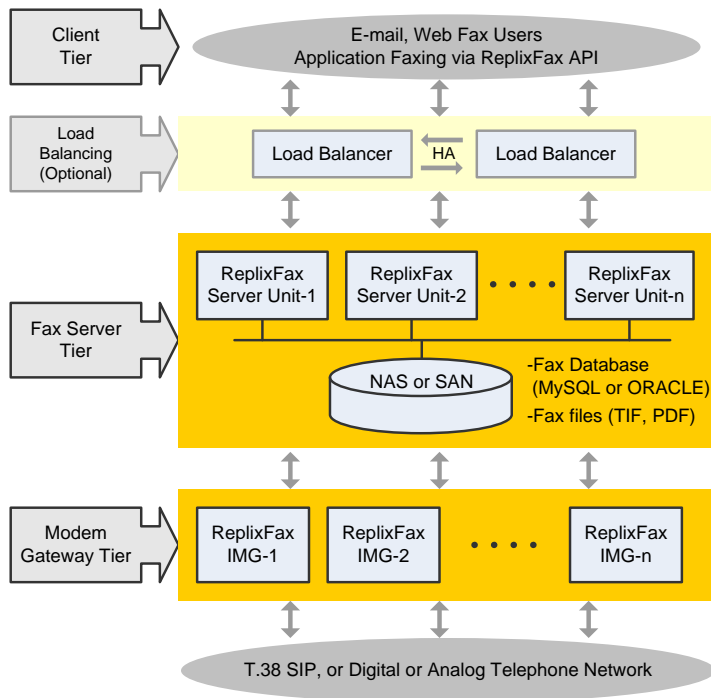 Client
Tier
E-mail, Web Fax Users
Application Faxing via ReplixFax API
Load
Balancing
(Optional)
Load Balancer
HA
Load Balancer
Fax Server
Tier
ReplixFax
Server Unit-1
ReplixFax
Server Unit-2
ReplixFax
Server Unit-n
NAS or SAN
-Fax Database
(MySQL or ORACLE)
-Fax files (TIF, PDF)
Modem
Gateway Tier
ReplixFax
IMG-1
ReplixFax
IMG-2
ReplixFax
IMG-n
T.38 SIP, or Digital or Analog Telephone Network